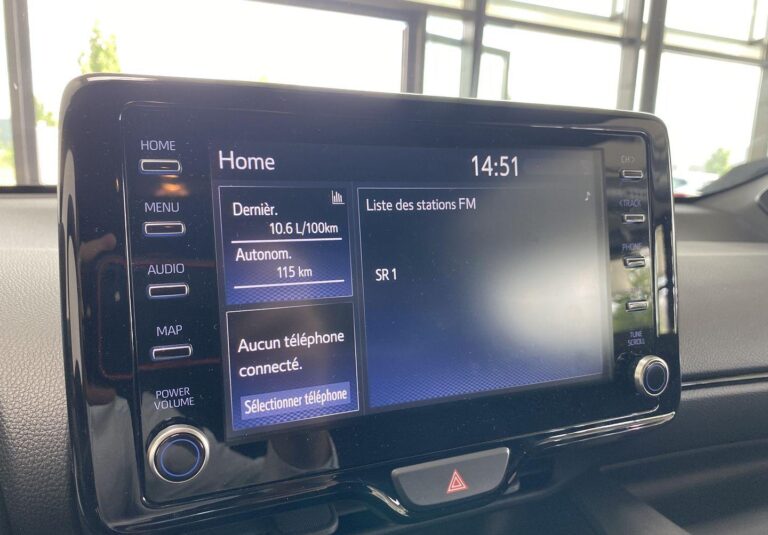 HOME
MENU
AUDIO
MAP
POWER
VOLUME
Home
14:51
Dernièr.
10.6 L/100km
Autonom.
115 km
Aucun téléphone
connecté.
Sélectionner téléphone
Liste des stations FM
SR 1
CH>
<TRACK
PHONE
TUNE
SCROLL